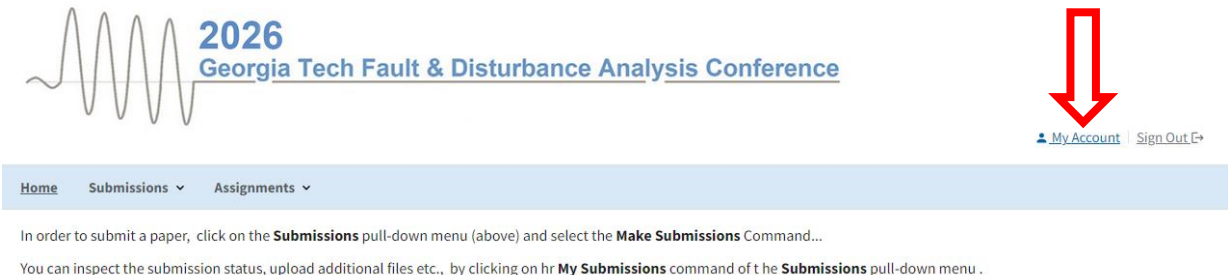 2026
Georgia Tech Fault & Disturbance Analysis Conference
My Account Sign Out
Home Submissions Assignments
In order to submit a paper, click on the Submissions pull-down menu (above) and select the Make Submissions Command...
You can inspect the submission status, upload additional files etc., by clicking on hr My Submissions command of t he Submissions pull-down menu .